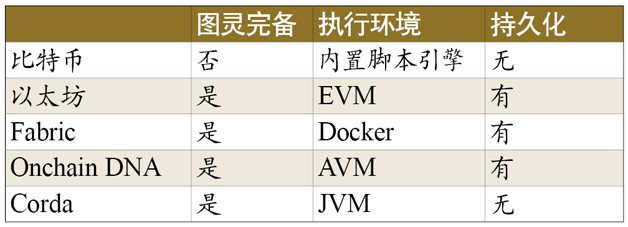 图灵完备 执行环境 持久化
比特币 否 内置脚本引擎 无
以太坊 是 EVM 有
Fabric 是 Docker 有
Onchain DNA 是 AVM 有
Corda 是 JVM 无